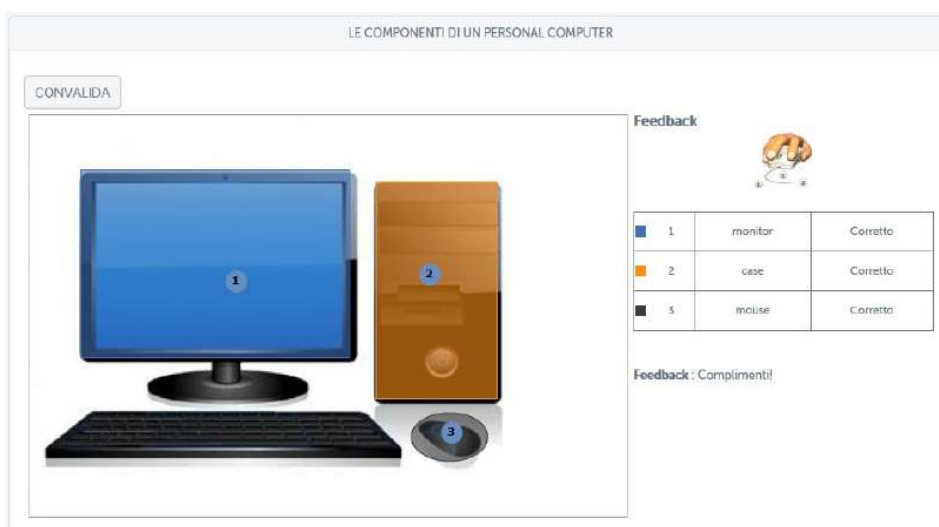 LE COMPONENTI DI UN PERSONAL COMPUTER
CONVALIDA
Feedback
1 monitor Corretto
2 case Corretto
3 mouse Corretto
Feedback : Complimenti!
1
2
3